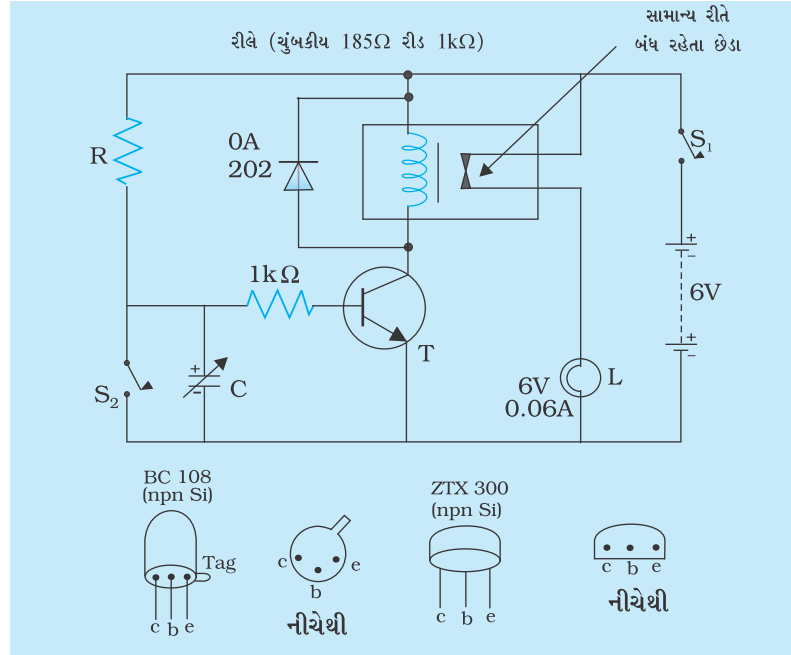 સામાન્ય રીતે
બંધ રહેતા છેડા
રીલે (ચુંબકીય 185Ω રીડ 1kΩ)
R
0A
202
S₁
1kΩ
6V
T
S₂
C
6V
0.06A
L
BC 108
(npn Si)
ZTX 300
(npn Si)
Tag
c b e
c b e
નીચેથી
c b e
c b e
નીચેથી